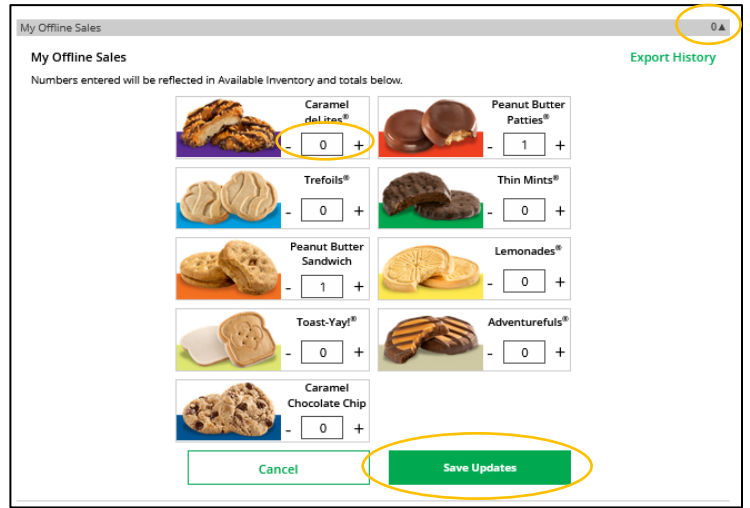 My Offline Sales 0▲
My Offline Sales Export History
Numbers entered will be reflected in Available Inventory and totals below.
Caramel
deLites®
- 0 +
Peanut Butter
Patties®
- 1 +
Trefoils®
- 0 +
Thin Mints®
- 0 +
Peanut Butter
Sandwich
- 1 +
Lemonades®
- 0 +
Toast-Yay!®
- 0 +
Adventurefuls®
- 0 +
Caramel
Chocolate Chip
- 0 +
Cancel Save Updates